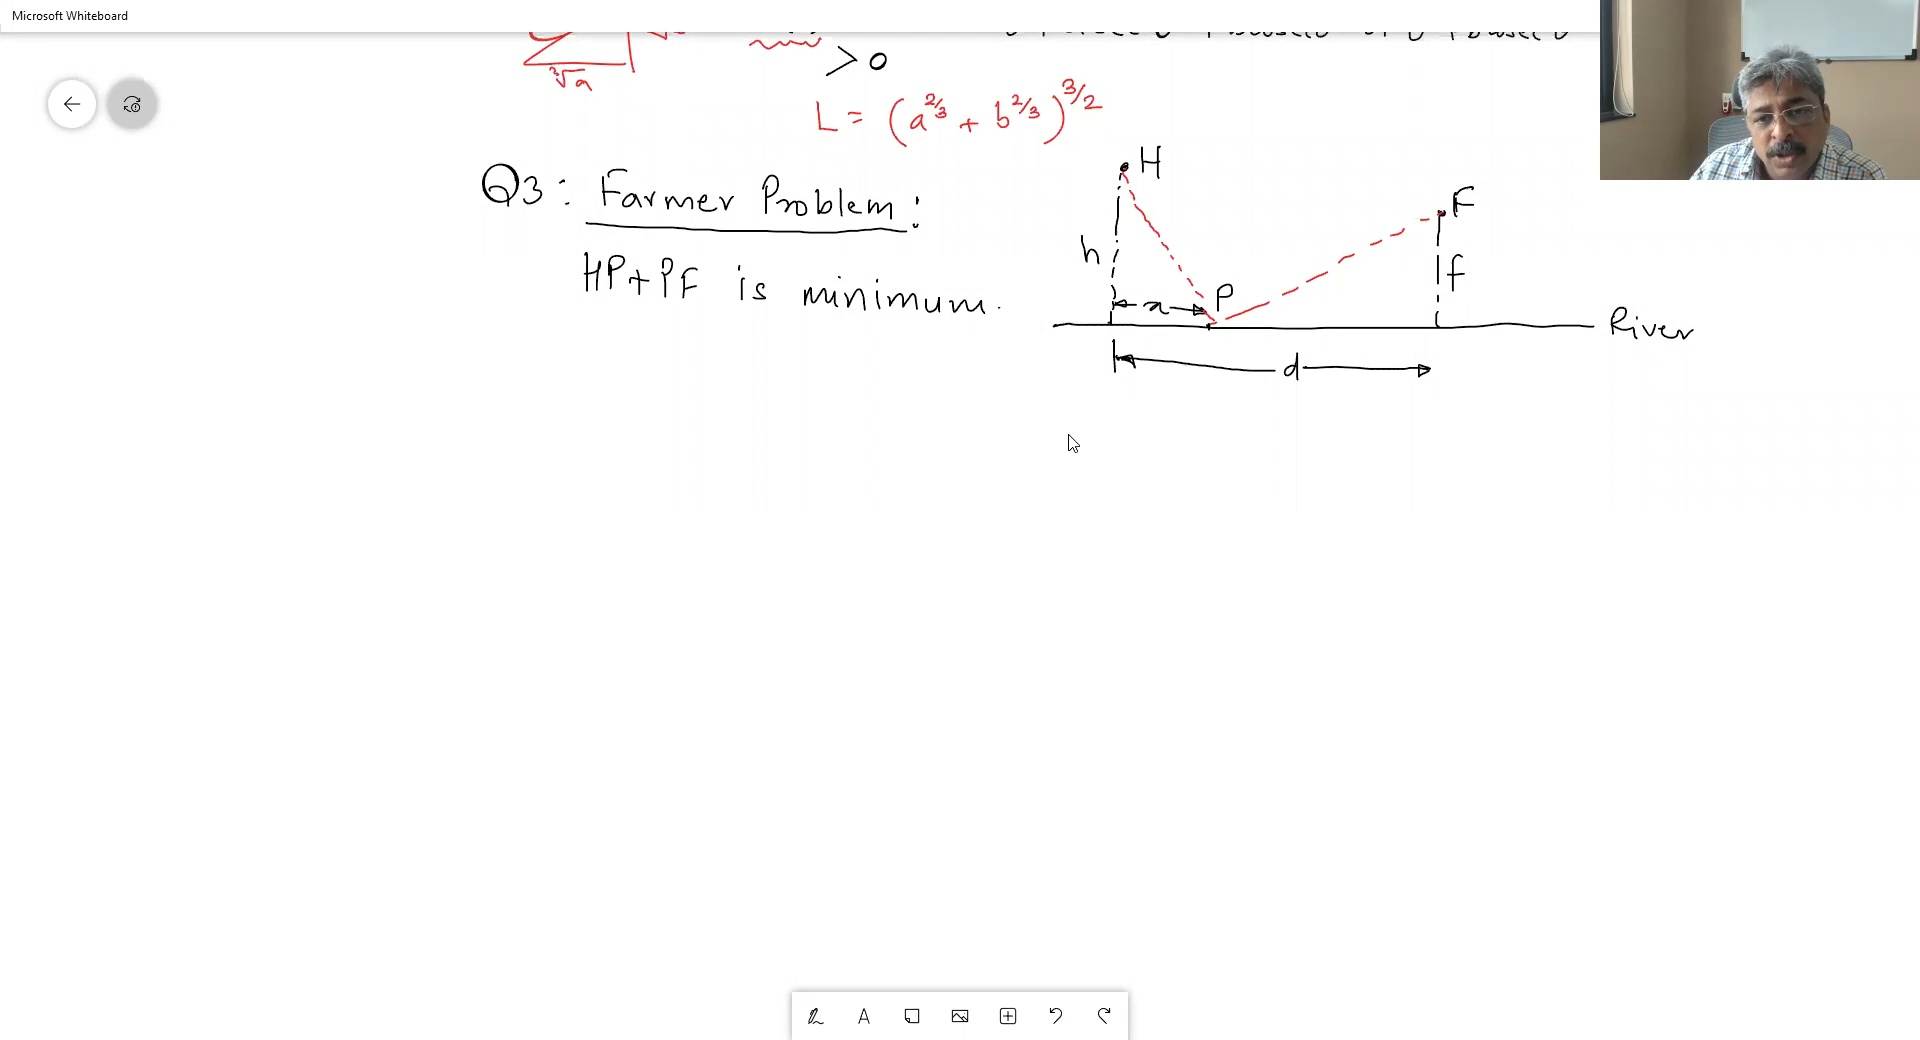 Microsoft Whiteboard
∛a
> 0
L = (a^2/3 + b^2/3)^3/2
Q3 : Farmer Problem :
HP+PF is minimum.
H
F
h
f
x
P
River
d